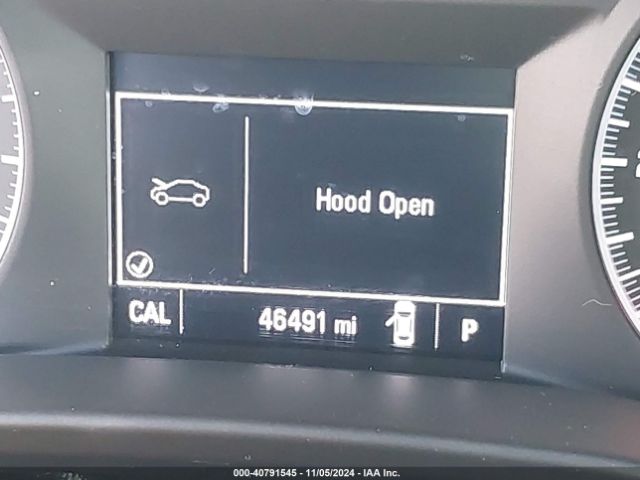 Hood Open
CAL 46491 mi P
000-40791545 - 11/05/2024 - IAA Inc.